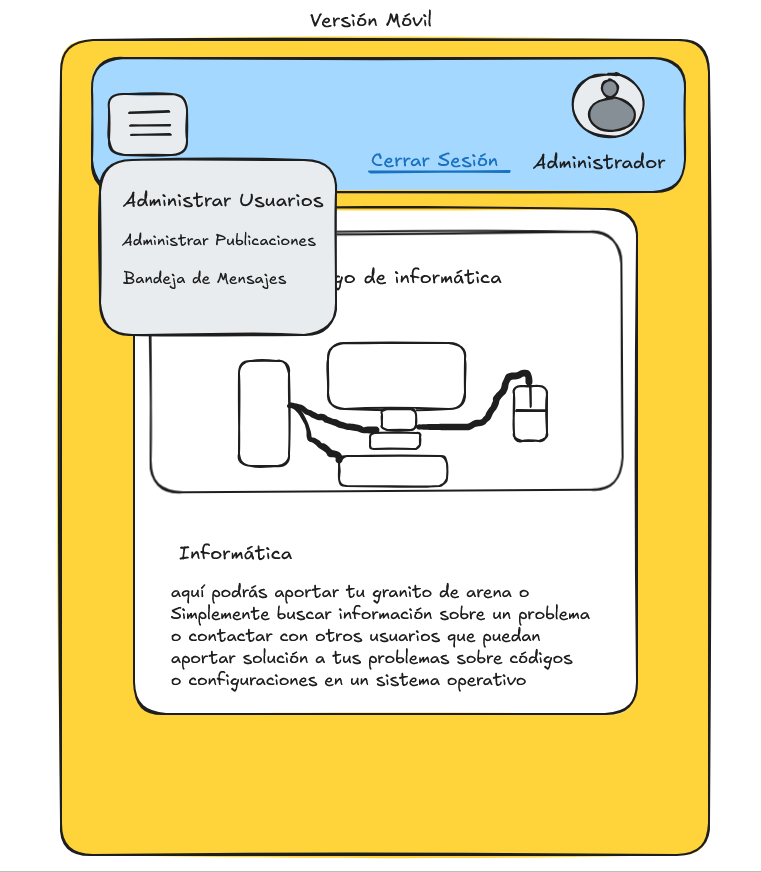 Versión Móvil
Cerrar Sesión
Administrador
Administrar Usuarios
Administrar Publicaciones
Bandeja de Mensajes
de informática
Informática
aquí podrás aportar tu granito de arena o
Simplemente buscar información sobre un problema
o contactar con otros usuarios que puedan
aportar solución a tus problemas sobre códigos
o configuraciones en un sistema operativo